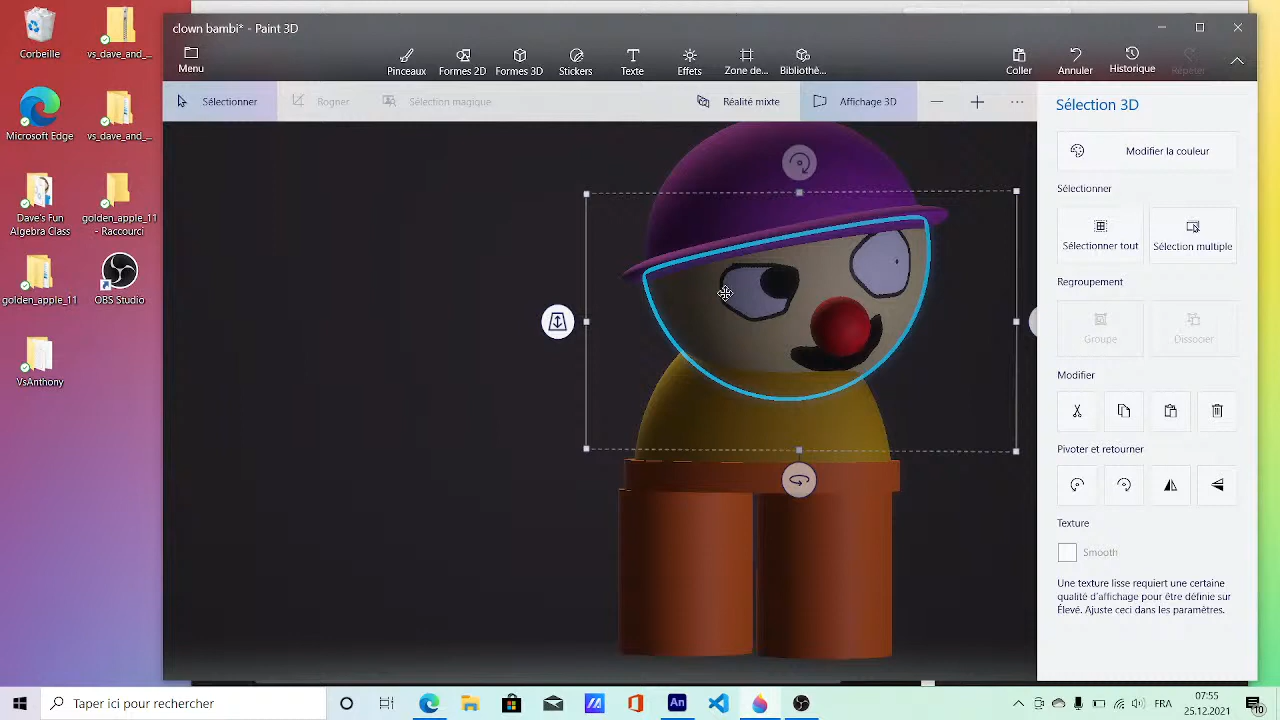 Corbeille
vs_dave_and_...
Microsoft Edge
vs_dave_and_...
Dave's Fun
Algebra Class
golden_apple_11
- Raccourci
golden_apple_11
OBS Studio
VsAnthony
clown bambi* - Paint 3D
Menu
Pinceaux
Formes 2D
Formes 3D
Stickers
Texte
Effets
Zone de...
Bibliothè...
Coller
Annuler
Historique
Répéter
Sélectionner
Rogner
Sélection magique
Réalité mixte
Affichage 3D
Sélection 3D
Modifier la couleur
Sélectionner
Sélectionner tout
Sélection multiple
Regroupement
Groupe
Dissocier
Modifier
Pivoter et retourner
Texture
Smooth
Une texture lisse requiert une certaine
qualité d'affichage pour être définie sur
Élevé. Ajuste ceci dans les paramètres.
Taper ici pour rechercher
An
FRA
07:55
25.12.2021
10